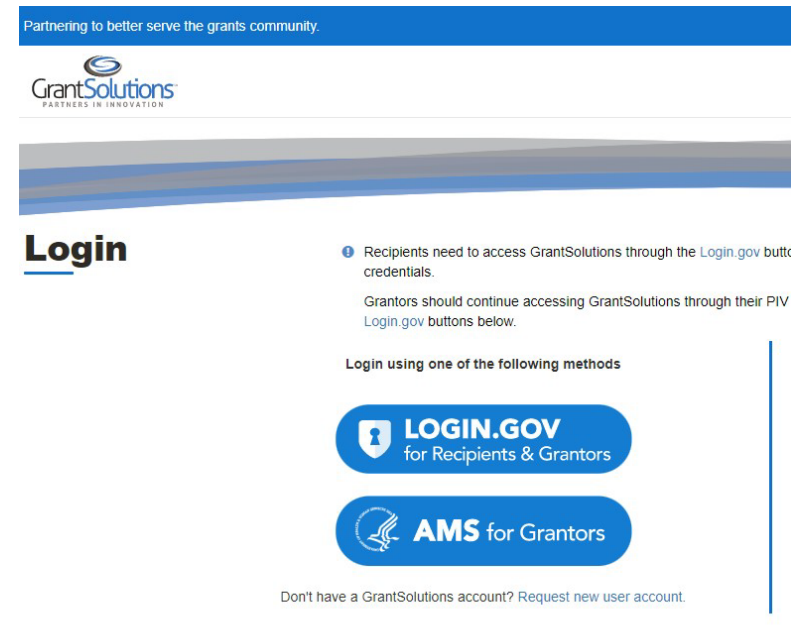 Partnering to better serve the grants community.
GrantSolutions
PARTNERS IN INNOVATION
Login
Recipients need to access GrantSolutions through the Login.gov butto
credentials.
Grantors should continue accessing GrantSolutions through their PIV
Login.gov buttons below.
Login using one of the following methods
LOGIN.GOV
for Recipients & Grantors
AMS for Grantors
Don't have a GrantSolutions account? Request new user account.